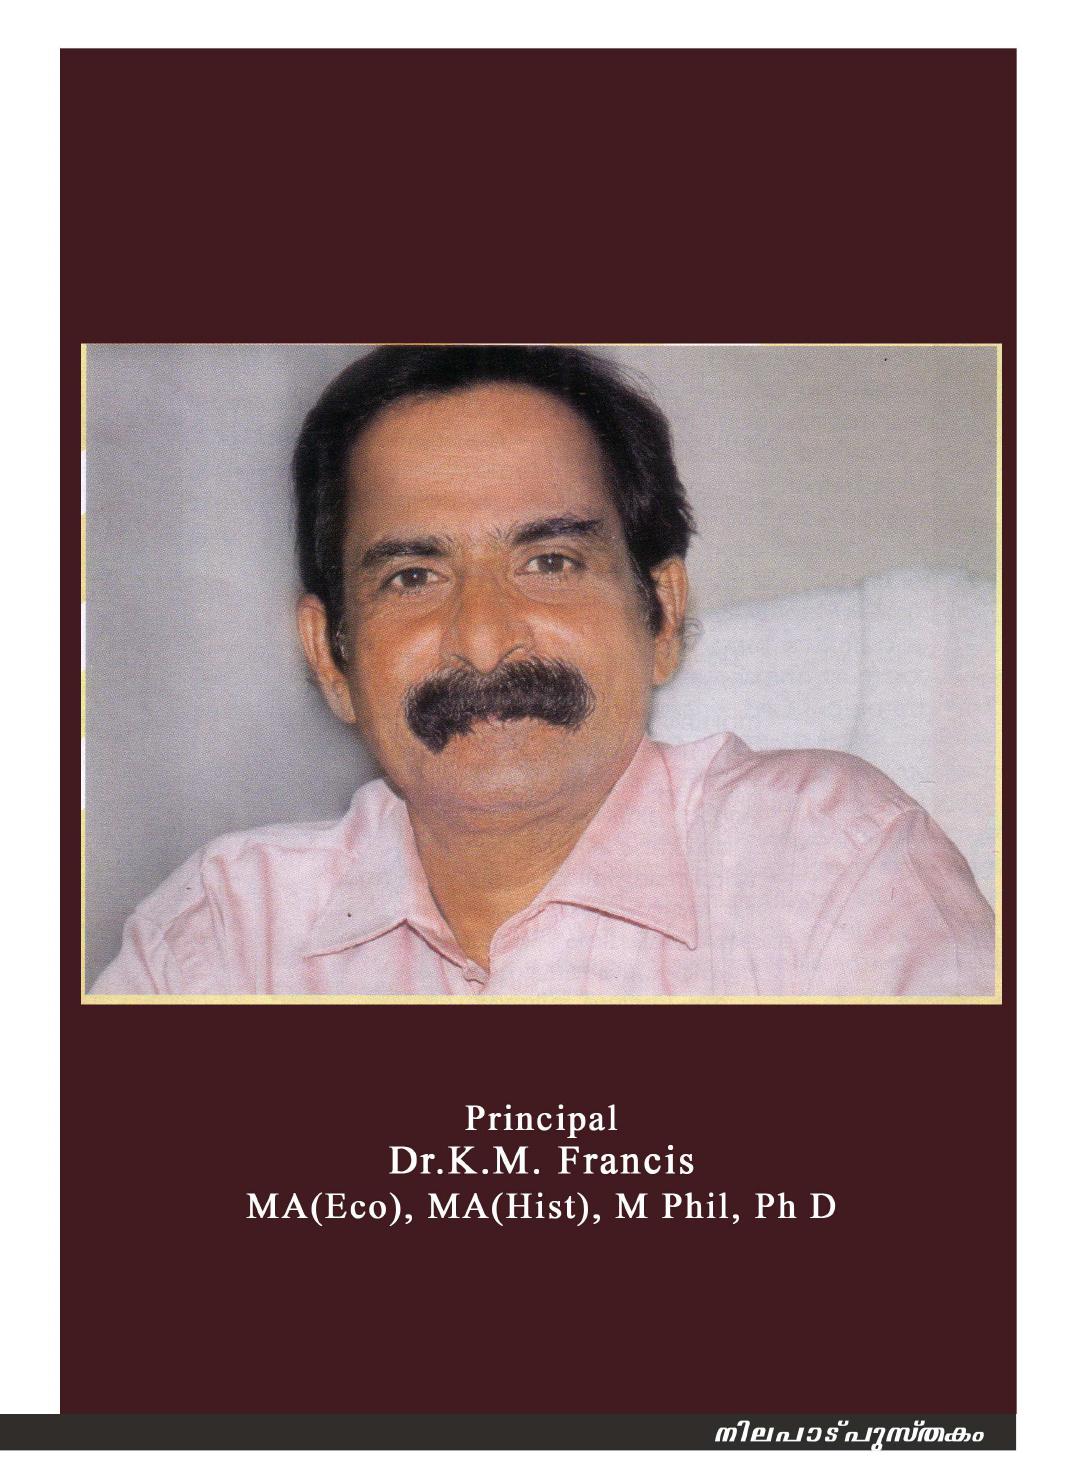 Principal
Dr.K.M. Francis
MA(Eco), MA(Hist), M Phil, Ph D
നിലപാട് പുസ്തകം